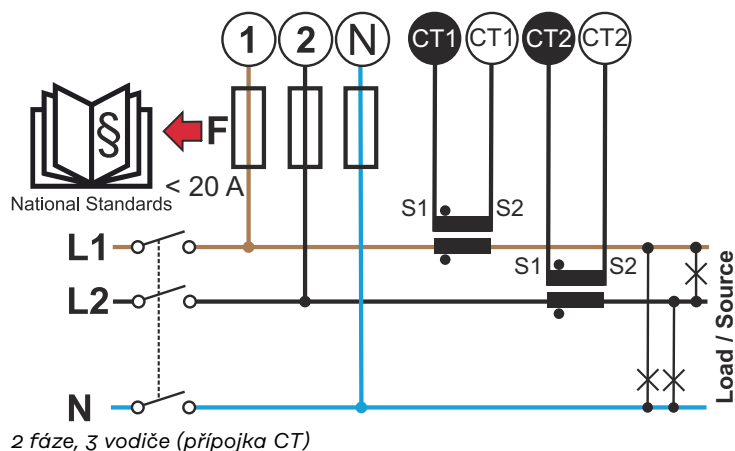 1 2 N CT1 CT1 CT2 CT2
§
F
National Standards
< 20 A
S1 S2
L1
S1 S2
L2
Load / Source
N
2 fáze, 3 vodiče (přípojka CT)